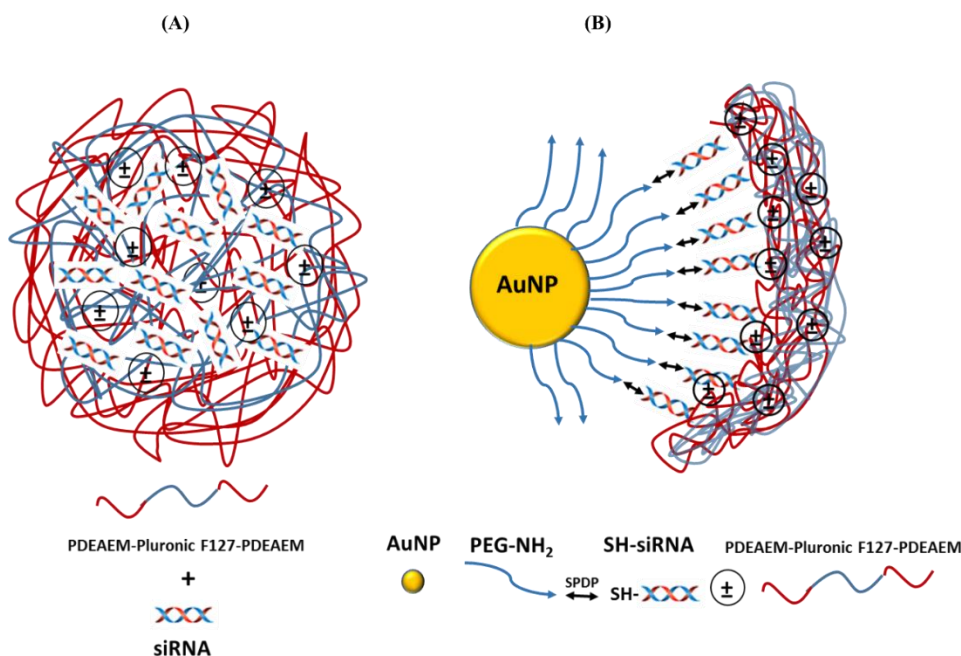 (A)
(B)
±
±
±
±
±
±
±
±
±
±
AuNP
±
±
±
±
±
±
±
±
±
±
PDEAEM-Pluronic F127-PDEAEM
+
siRNA
AuNP
PEG-NH₂
SH-siRNA
PDEAEM-Pluronic F127-PDEAEM
SPDP
SH-
±